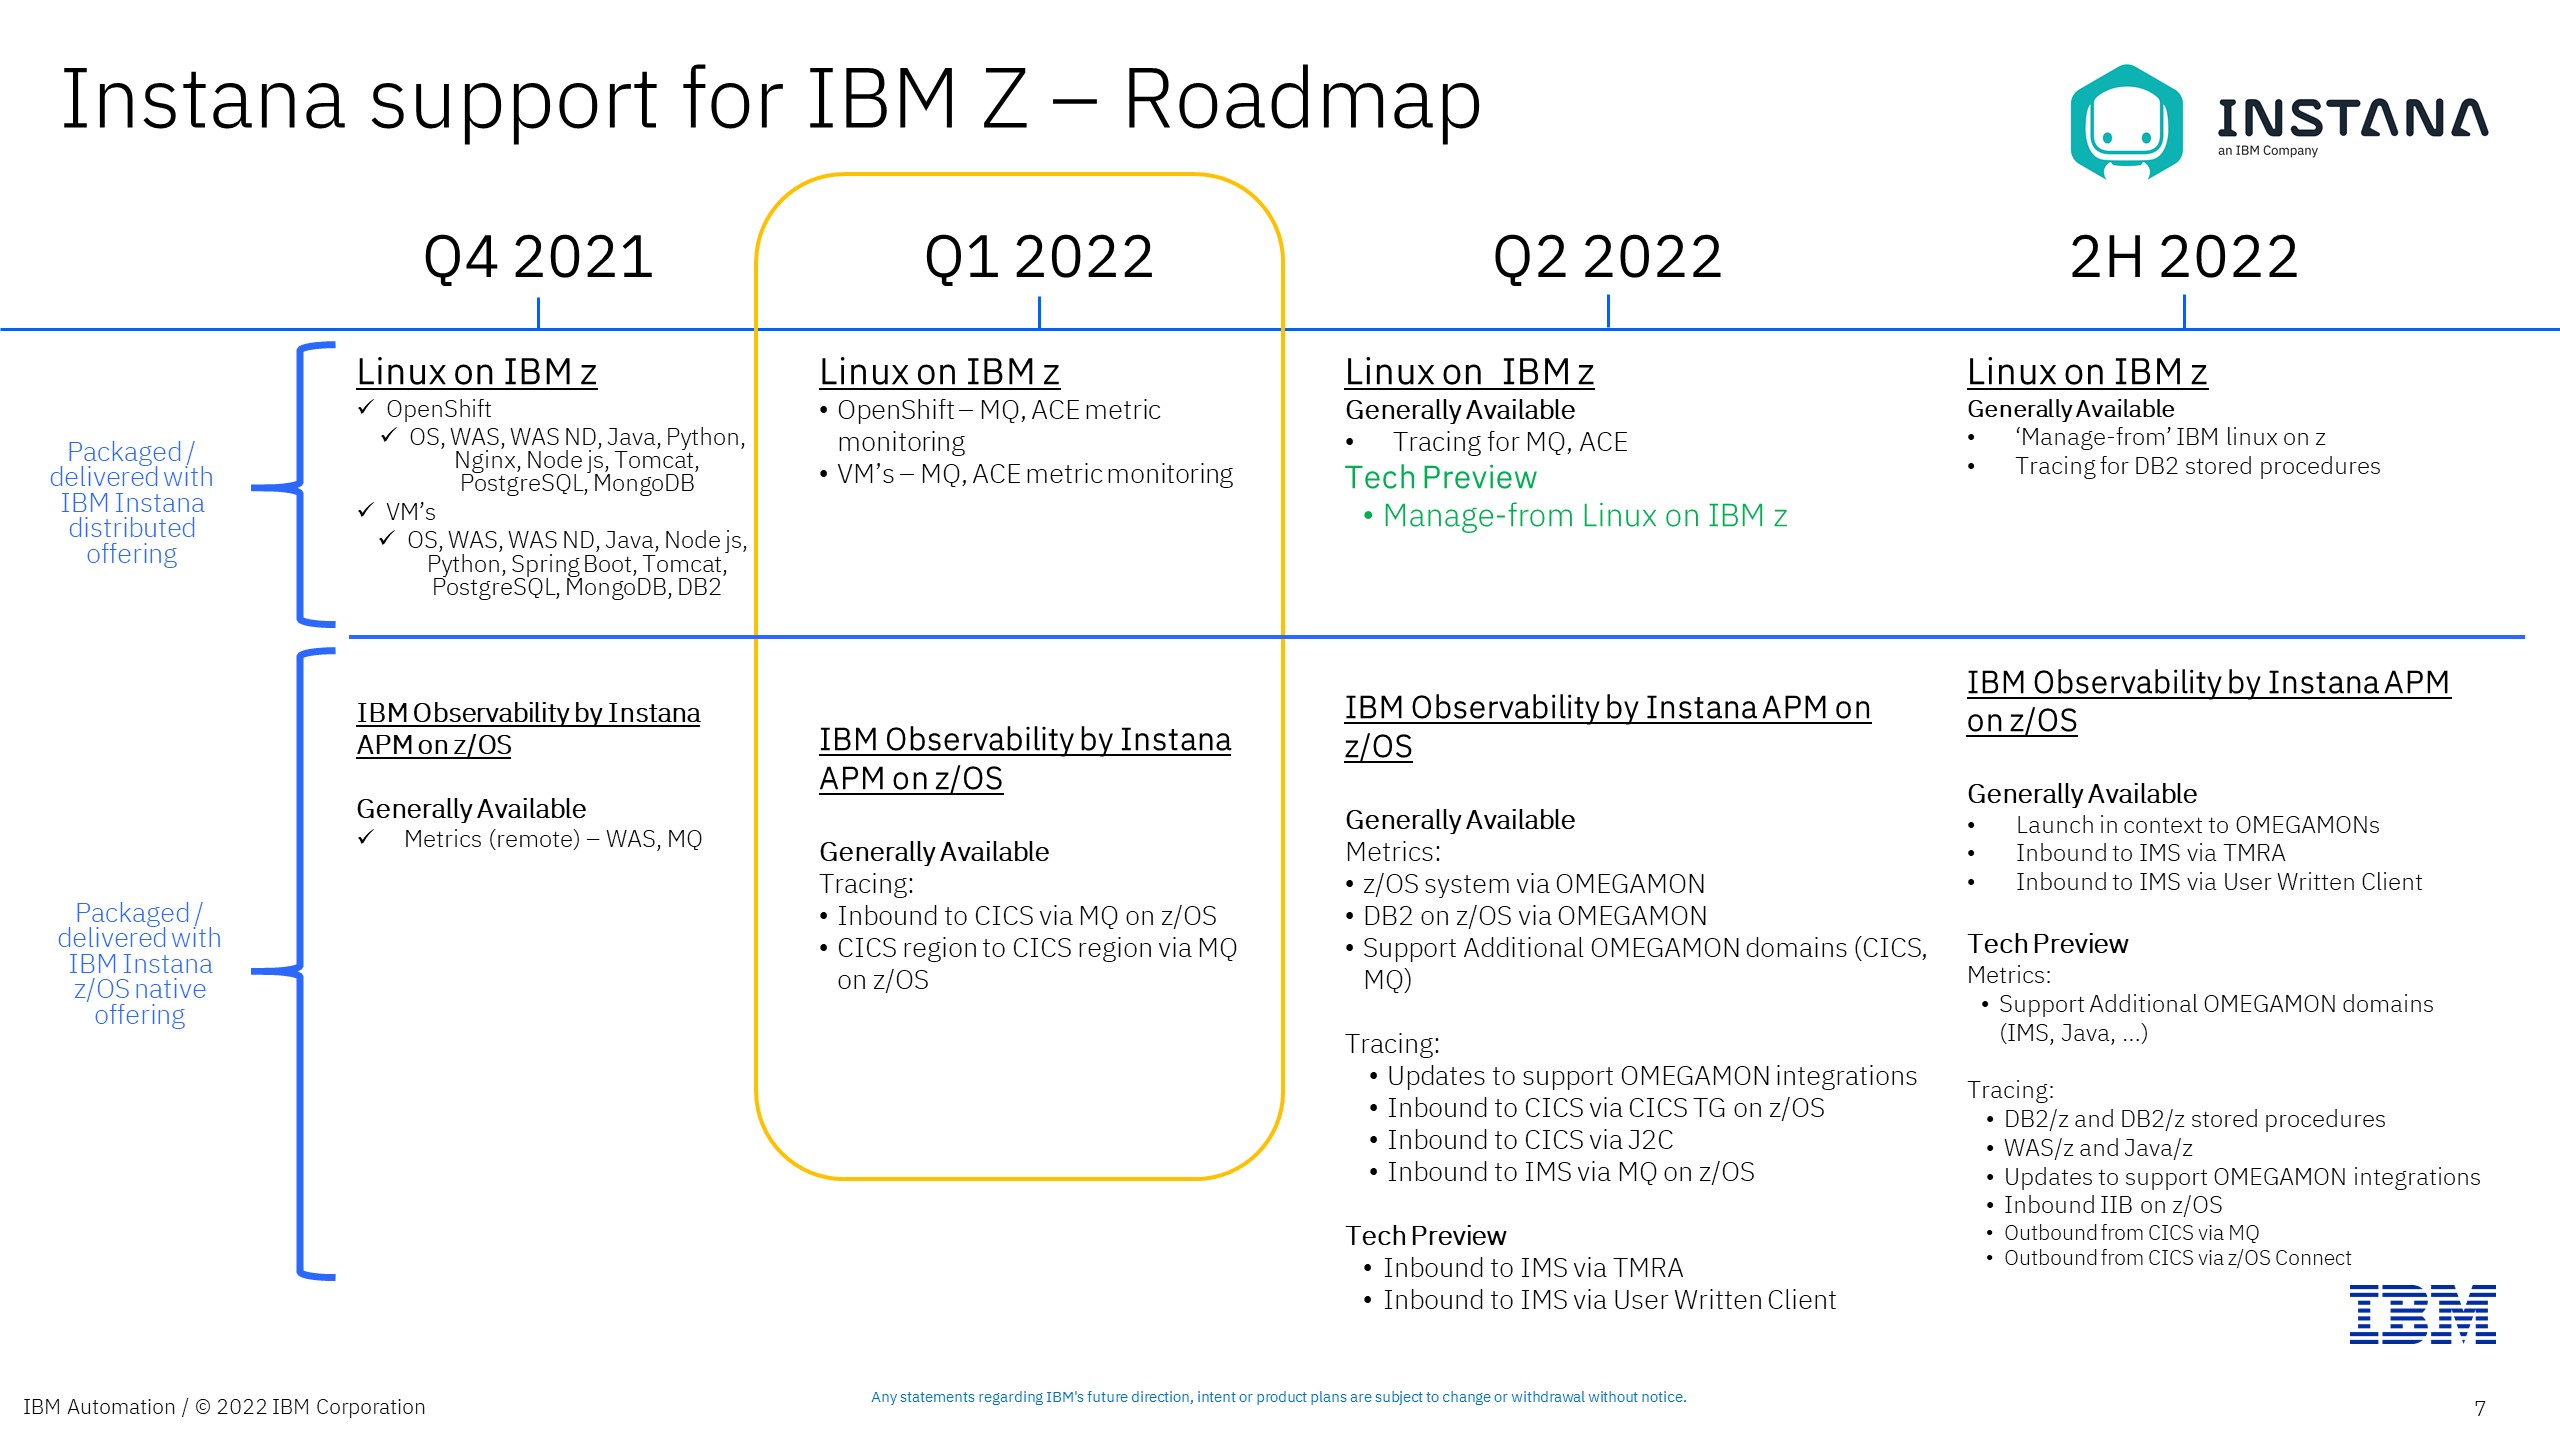 Instana support for IBM Z – Roadmap
INSTANA
an IBM Company
Q4 2021
Q1 2022
Q2 2022
2H 2022
Packaged /
delivered with
IBM Instana
distributed
offering
Linux on IBM z
✓ OpenShift
✓ OS, WAS, WAS ND, Java, Python,
Nginx, Node js, Tomcat,
PostgreSQL, MongoDB
✓ VM’s
✓ OS, WAS, WAS ND, Java, Node js,
Python, Spring Boot, Tomcat,
PostgreSQL, MongoDB, DB2
Linux on IBM z
• OpenShift – MQ, ACE metric
monitoring
• VM’s – MQ, ACE metric monitoring
Linux on IBM z
Generally Available
• Tracing for MQ, ACE
Tech Preview
• Manage-from Linux on IBM z
Linux on IBM z
Generally Available
• ‘Manage-from’ IBM linux on z
• Tracing for DB2 stored procedures
Packaged /
delivered with
IBM Instana
z/OS native
offering
IBM Observability by Instana
APM on z/OS
Generally Available
✓ Metrics (remote) – WAS, MQ
IBM Observability by Instana
APM on z/OS
Generally Available
Tracing:
• Inbound to CICS via MQ on z/OS
• CICS region to CICS region via MQ
on z/OS
IBM Observability by Instana APM on
z/OS
Generally Available
Metrics:
• z/OS system via OMEGAMON
• DB2 on z/OS via OMEGAMON
• Support Additional OMEGAMON domains (CICS,
MQ)
Tracing:
• Updates to support OMEGAMON integrations
• Inbound to CICS via CICS TG on z/OS
• Inbound to CICS via J2C
• Inbound to IMS via MQ on z/OS
Tech Preview
• Inbound to IMS via TMRA
• Inbound to IMS via User Written Client
IBM Observability by Instana APM
on z/OS
Generally Available
• Launch in context to OMEGAMONs
• Inbound to IMS via TMRA
• Inbound to IMS via User Written Client
Tech Preview
Metrics:
• Support Additional OMEGAMON domains
(IMS, Java, ...)
Tracing:
• DB2/z and DB2/z stored procedures
• WAS/z and Java/z
• Updates to support OMEGAMON integrations
• Inbound IIB on z/OS
• Outbound from CICS via MQ
• Outbound from CICS via z/OS Connect
IBM
IBM Automation / © 2022 IBM Corporation
Any statements regarding IBM's future direction, intent or product plans are subject to change or withdrawal without notice.
7